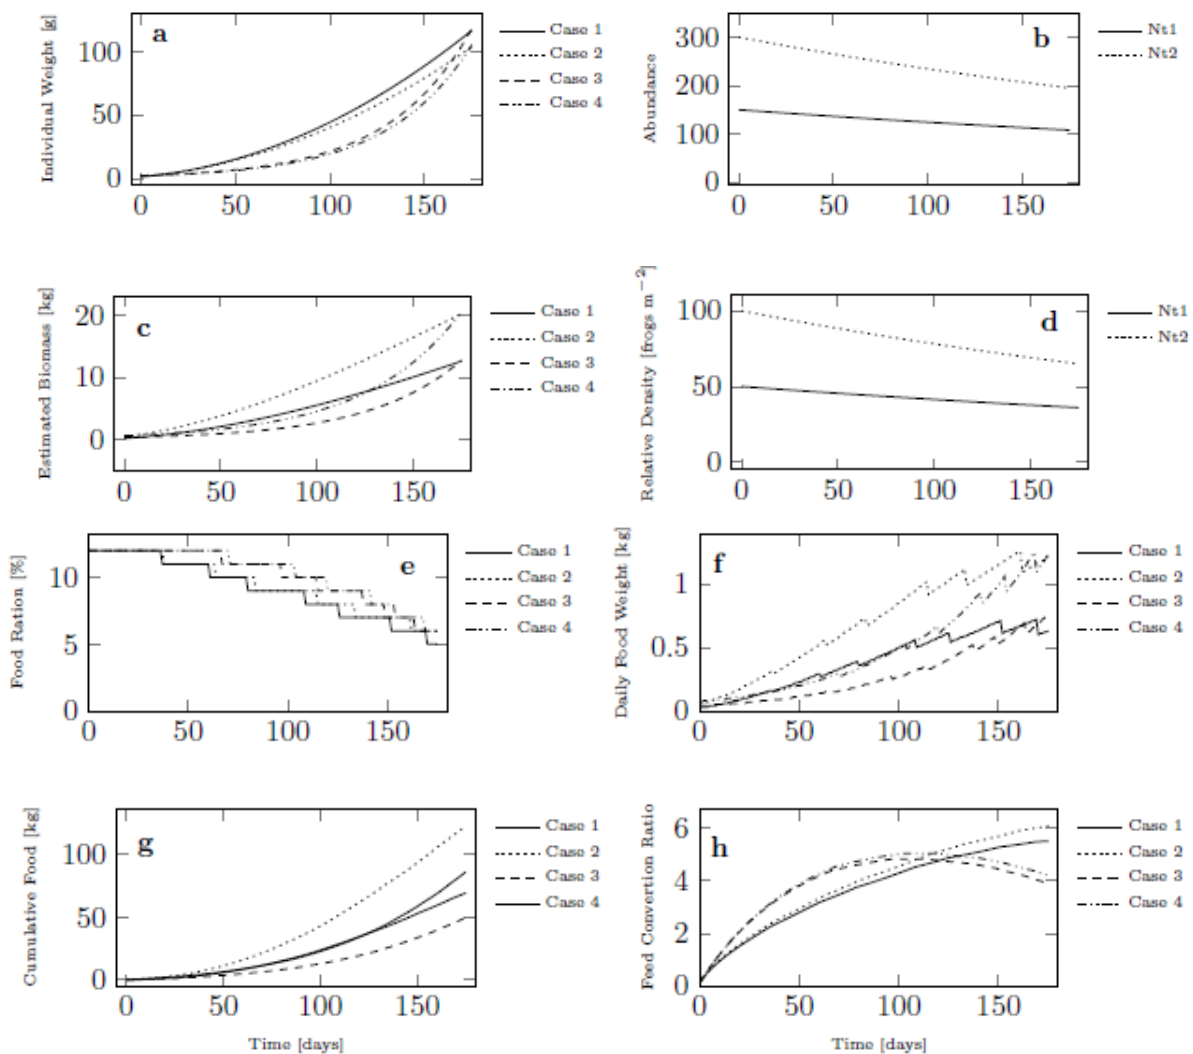 Individual Weight [g]
100
50
0
a
0 50 100 150
Case 1
Case 2
Case 3
Case 4
Abundance
300
200
100
0
b
0 50 100 150
Nt1
Nt2
Estimated Biomass [kg]
20
10
0
c
0 50 100 150
Case 1
Case 2
Case 3
Case 4
Relative Density [frogs m−2]
100
50
0
d
0 50 100 150
Nt1
Nt2
Food Ration [%]
10
5
0
e
0 50 100 150
Case 1
Case 2
Case 3
Case 4
Daily Food Weight [kg]
1
0.5
0
f
0 50 100 150
Case 1
Case 2
Case 3
Case 4
Cumulative Food [kg]
100
50
0
g
0 50 100 150
Time [days]
Case 1
Case 2
Case 3
Case 4
Feed Convertion Ratio
6
4
2
0
h
0 50 100 150
Time [days]
Case 1
Case 2
Case 3
Case 4